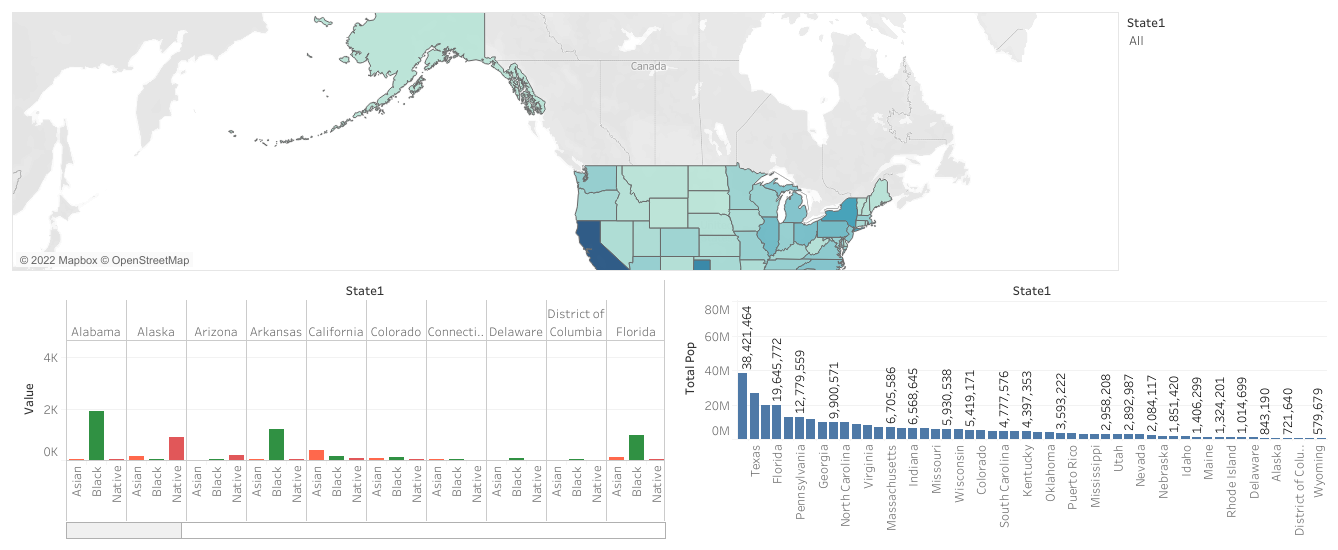 State1
All
Canada
© 2022 Mapbox © OpenStreetMap
State1
Alabama Alaska Arizona Arkansas California Colorado Connecti.. Delaware District of Columbia Florida
Value
4K
2K
0K
Asian Black Native Asian Black Native Asian Black Native Asian Black Native Asian Black Native Asian Black Native Asian Black Native Asian Black Native Asian Black Native Asian Black Native
State1
Total Pop
80M
60M
40M
20M
0M
38,421,464 19,645,772 12,779,559 9,900,571 6,705,586 6,568,645 5,930,538 5,419,171 4,777,576 4,397,353 3,593,222 2,958,208 2,892,987 2,084,117 1,851,420 1,406,299 1,324,201 1,014,699 843,190 721,640 579,679
Texas Florida Pennsylvania Georgia North Carolina Virginia Massachusetts Indiana Missouri Wisconsin Colorado South Carolina Kentucky Oklahoma Puerto Rico Mississippi Utah Nevada Nebraska Idaho Maine Rhode Island Delaware Alaska District of Colu.. Wyoming